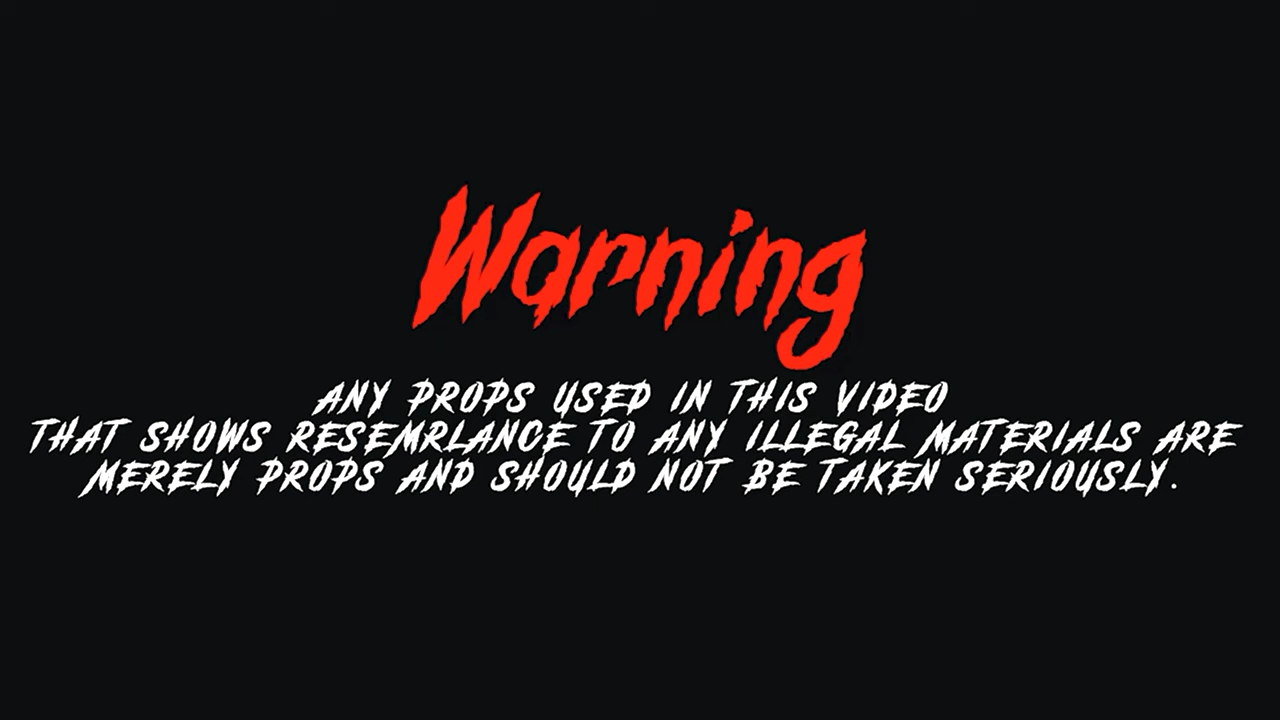 Warning
ANY PROPS USED IN THIS VIDEO
THAT SHOWS RESEMRLANCE TO ANY ILLEGAL MATERIALS ARE
MERELY PROPS AND SHOULD NOT BE TAKEN SERIOUSLY.